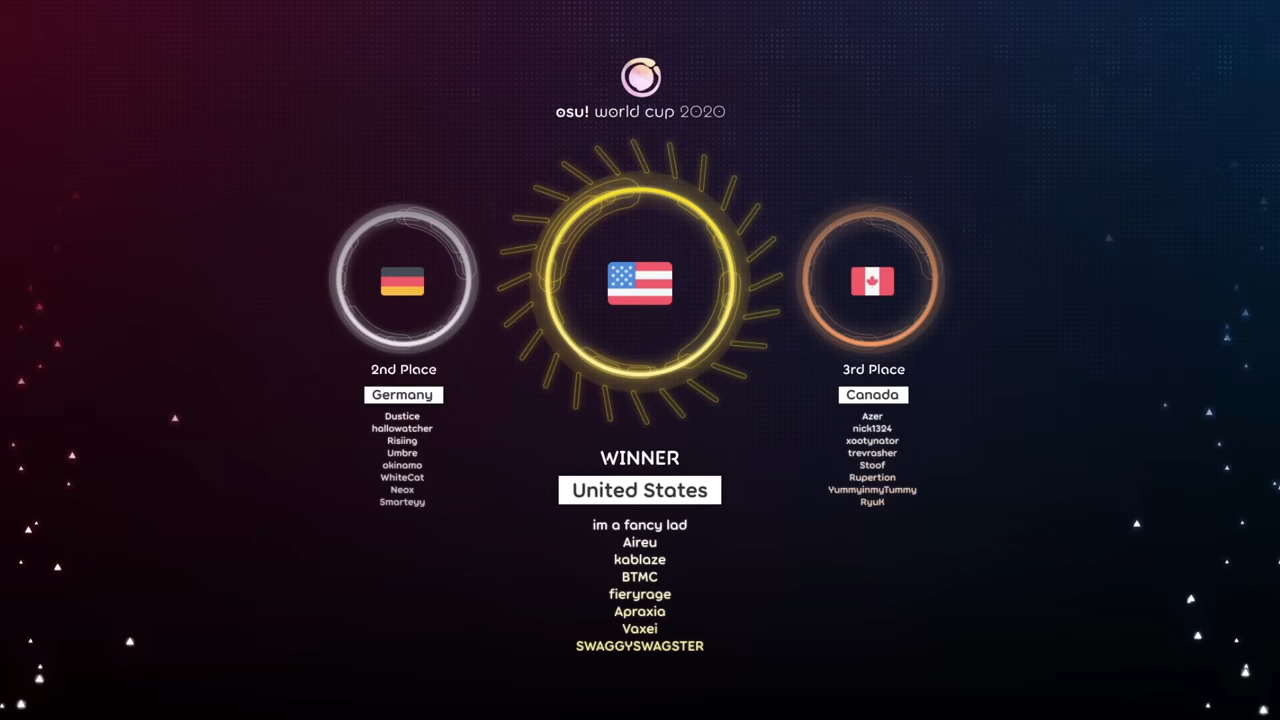 osu! world cup 2020
2nd Place
Germany
Dustice
hallowatcher
Risiing
Umbre
okinamo
WhiteCat
Neox
Smarteyy
WINNER
United States
im a fancy lad
Aireu
kablaze
BTMC
fieryrage
Apraxia
Vaxei
SWAGGYSWAGSTER
3rd Place
Canada
Azer
nick1324
xootynator
trevrasher
Stoof
Rupertion
YummyinmyTummy
RyuK